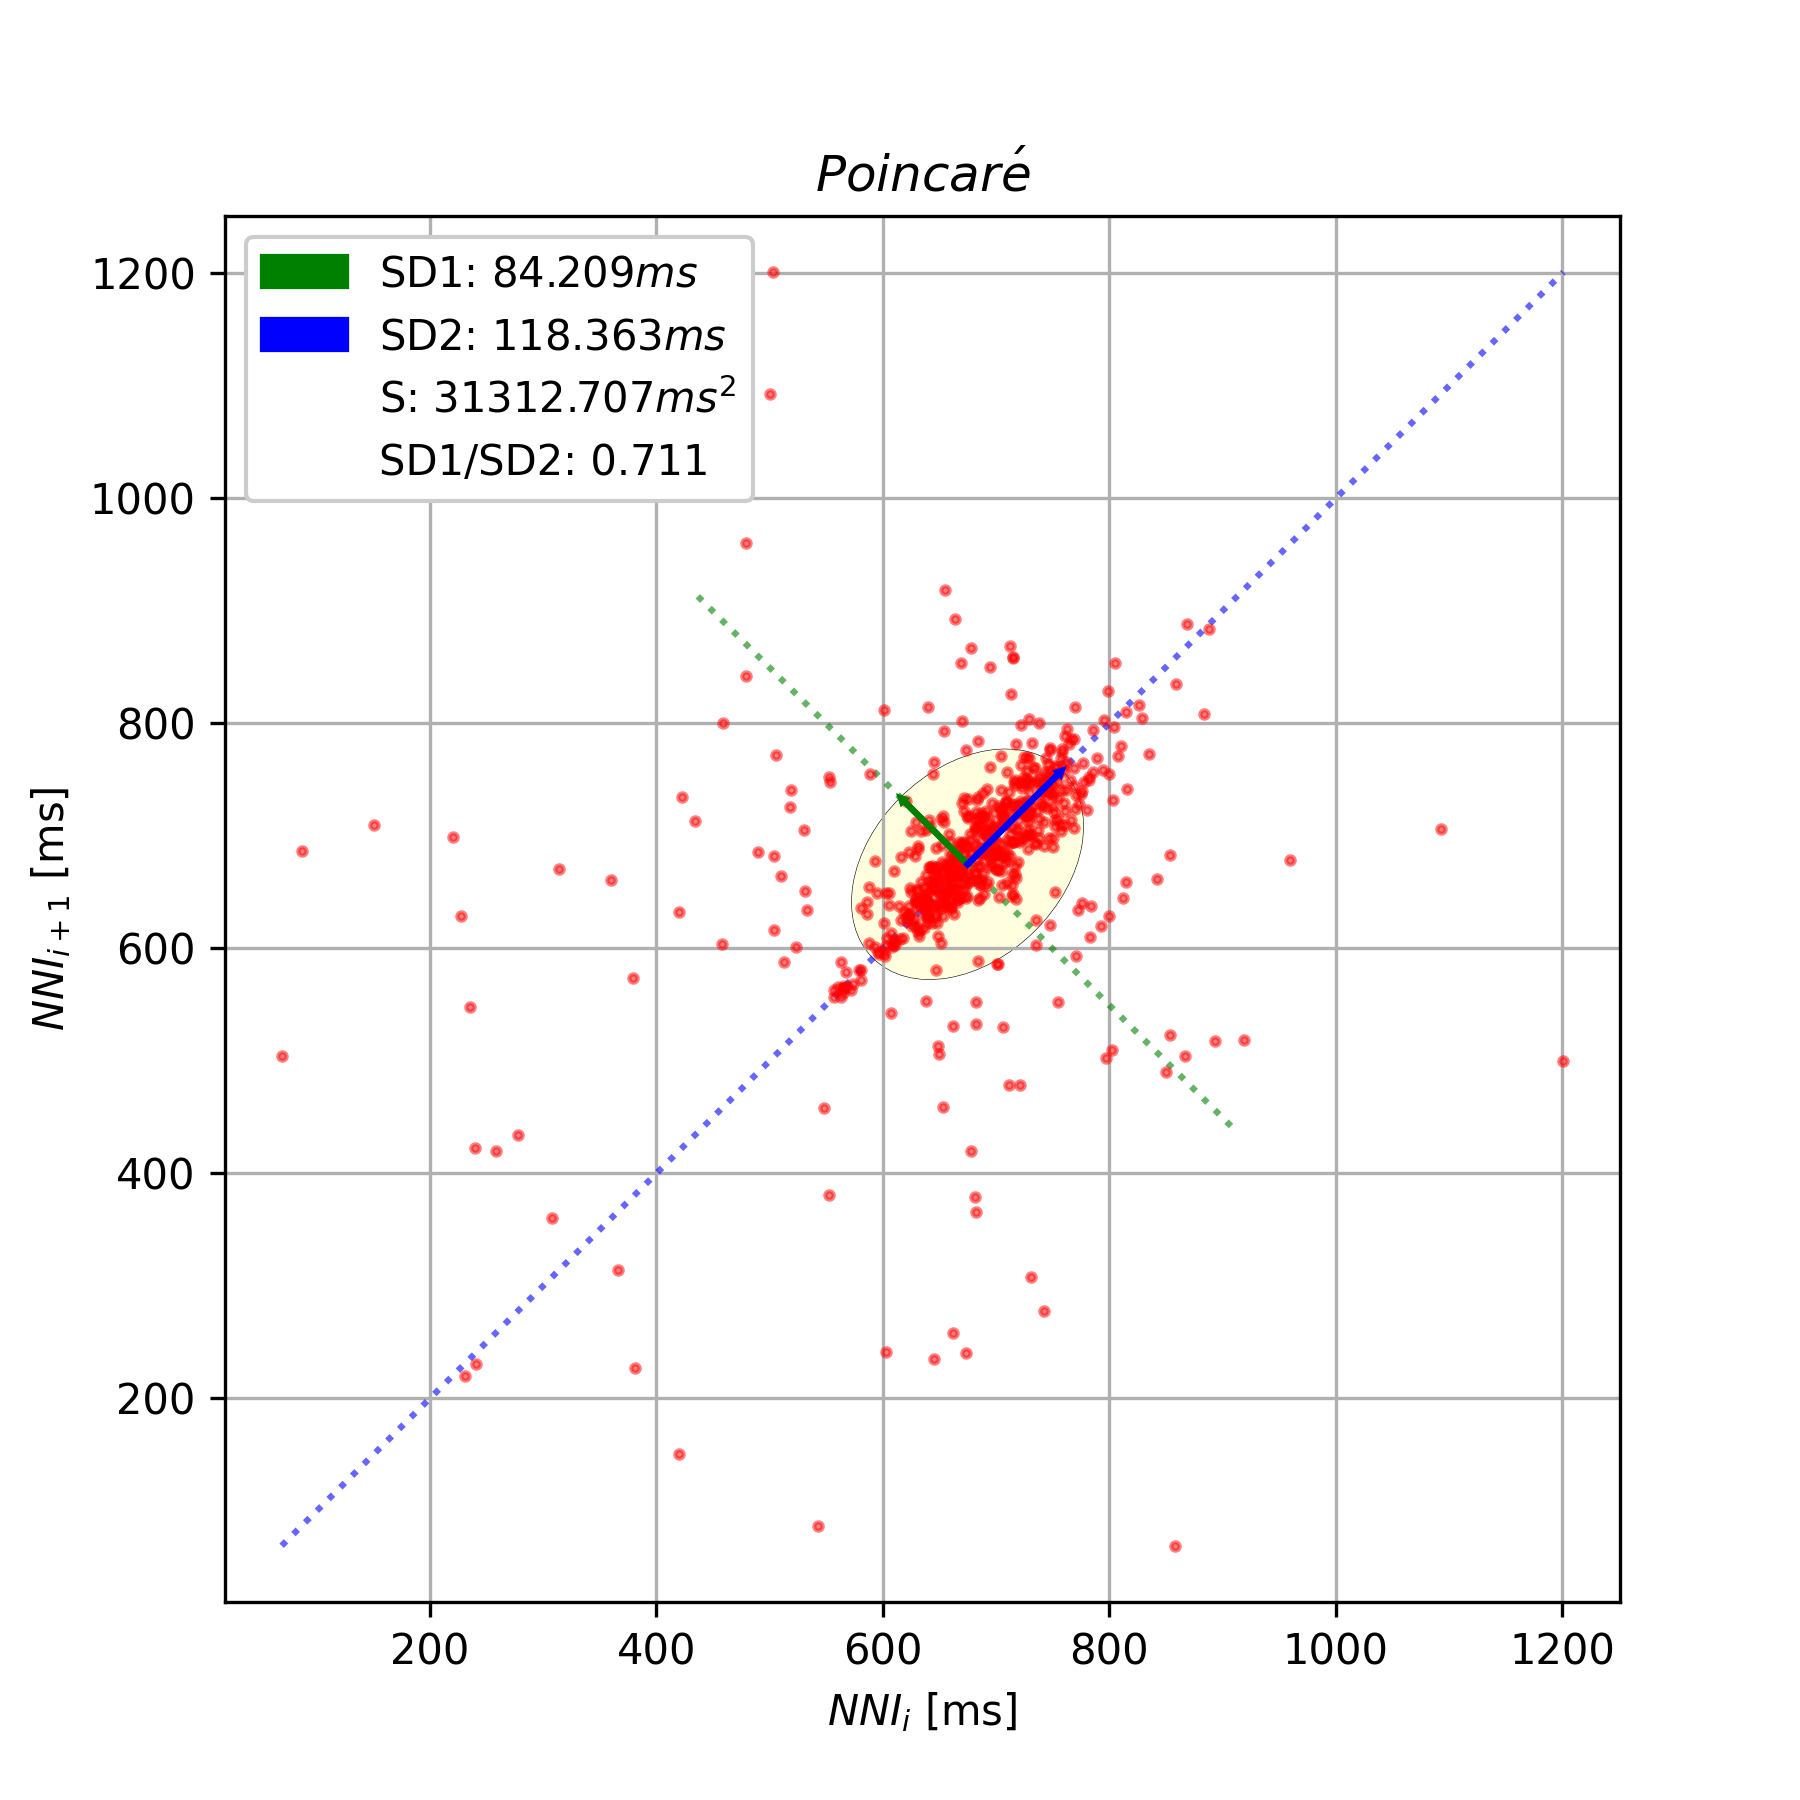 Poincaré
SD1: 84.209ms
SD2: 118.363ms
S: 31312.707ms²
SD1/SD2: 0.711
1200
1000
800
600
400
200
NNIᵢ₊₁ [ms]
200 400 600 800 1000 1200
NNIᵢ [ms]